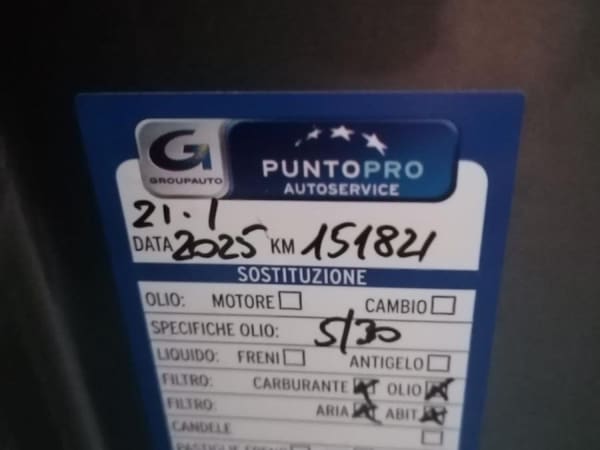 G
GROUPAUTO
PUNTOPRO
AUTOSERVICE
21.1
DATA 2025 KM 151821
SOSTITUZIONE
OLIO: MOTORE CAMBIO
SPECIFICHE OLIO: 5/30
LIQUIDO: FRENI ANTIGELO
FILTRO: CARBURANTE OLIO
FILTRO: ARIA ABIT.
CANDELE